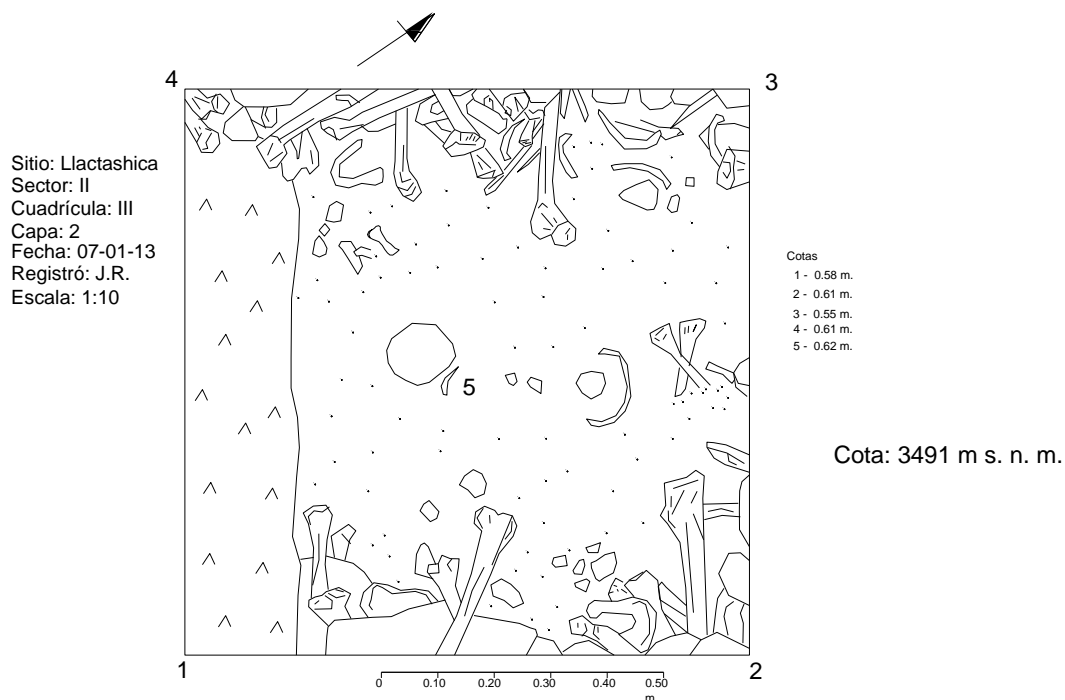 4
3
Sitio: Llactashica
Sector: II
Cuadrícula: III
Capa: 2
Fecha: 07-01-13
Registró: J.R.
Escala: 1:10
Cotas
1 - 0.58 m.
2 - 0.61 m.
3 - 0.55 m.
4 - 0.61 m.
5 - 0.62 m.
5
Cota: 3491 m s. n. m.
1
2
0 0.10 0.20 0.30 0.40 0.50
m